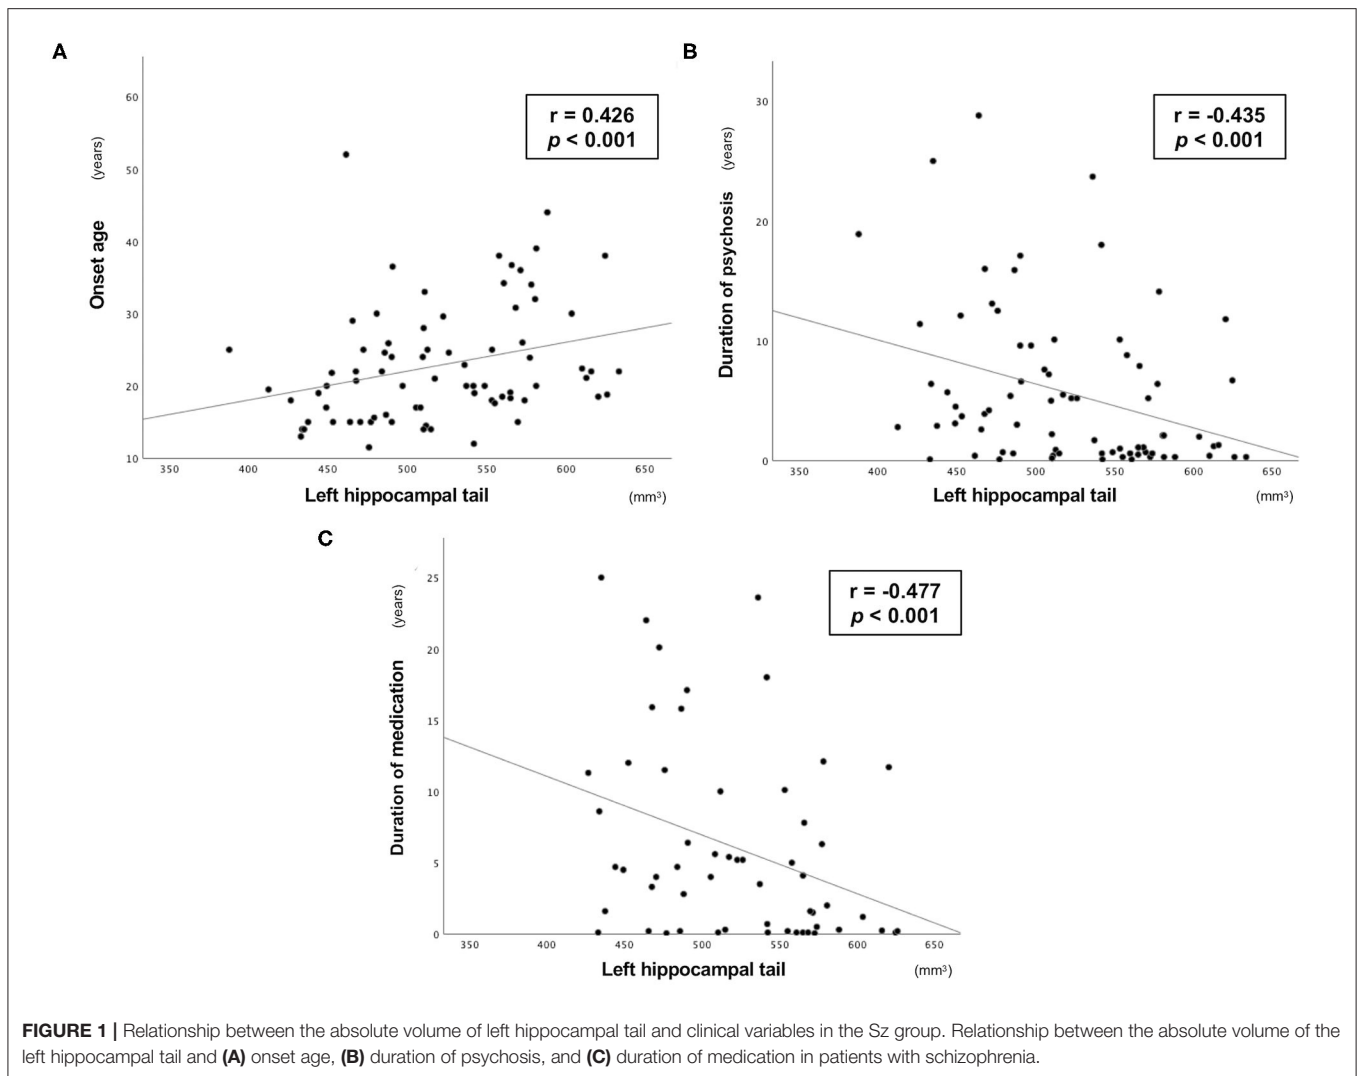 A
(years)
Onset age
60
50
40
30
20
10
r = 0.426
p < 0.001
350 400 450 500 550 600 650
Left hippocampal tail (mm³)
B
(years)
Duration of psychosis
30
20
10
0
r = -0.435
p < 0.001
350 400 450 500 550 600 650
Left hippocampal tail (mm³)
C
(years)
Duration of medication
25
20
15
10
5
0
r = -0.477
p < 0.001
350 400 450 500 550 600 650
Left hippocampal tail (mm³)
FIGURE 1 | Relationship between the absolute volume of left hippocampal tail and clinical variables in the Sz group. Relationship between the absolute volume of the
left hippocampal tail and (A) onset age, (B) duration of psychosis, and (C) duration of medication in patients with schizophrenia.